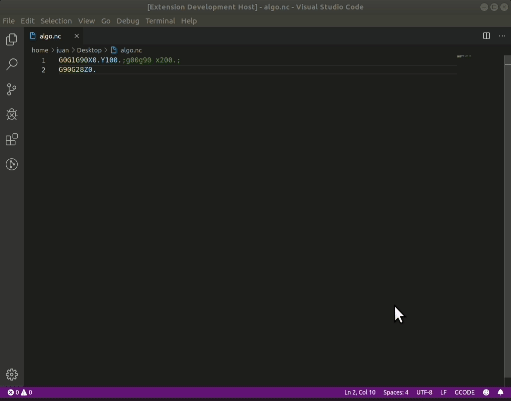 [Extension Development Host] - algo.nc - Visual Studio Code
File Edit Selection View Go Debug Terminal Help
algo.nc ×
home > juan > Desktop > algo.nc
1 G0G1G90X0.Y100.;g80g90 x200.;
2 G90G28Z0.
0 0 Ln 2, Col 10 Spaces: 4 UTF-8 LF GCODE